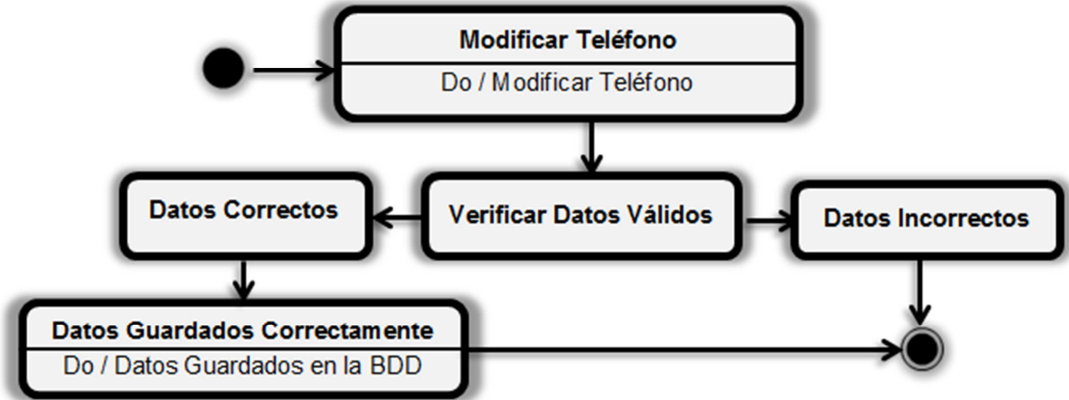 Modificar Teléfono
Do / Modificar Teléfono
Datos Correctos
Verificar Datos Válidos
Datos Incorrectos
Datos Guardados Correctamente
Do / Datos Guardados en la BDD